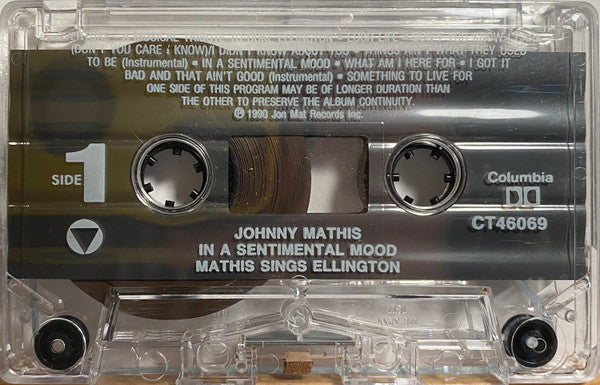 (DON'T YOU CARE I KNOW)/I DIDN'T KNOW ABOUT YOU • THINGS AIN'T WHAT THEY USED
TO BE (Instrumental) • IN A SENTIMENTAL MOOD • WHAT AM I HERE FOR • I GOT IT
BAD AND THAT AIN'T GOOD (Instrumental) • SOMETHING TO LIVE FOR
ONE SIDE OF THIS PROGRAM MAY BE OF LONGER DURATION THAN
THE OTHER TO PRESERVE THE ALBUM CONTINUITY.
℗ 1990 Jon Mat Records Inc.
SIDE 1
Columbia
CT46069
JOHNNY MATHIS
IN A SENTIMENTAL MOOD
MATHIS SINGS ELLINGTON